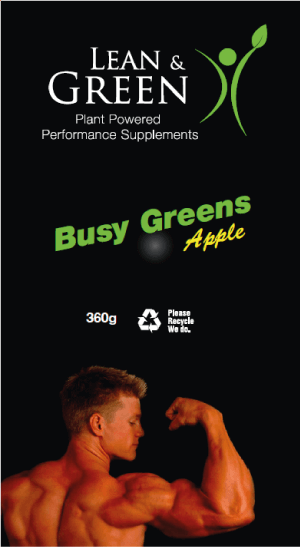 LEAN &
GREEN
Plant Powered
Performance Supplements
Busy Greens
Apple
360g
Please
Recycle
We do.